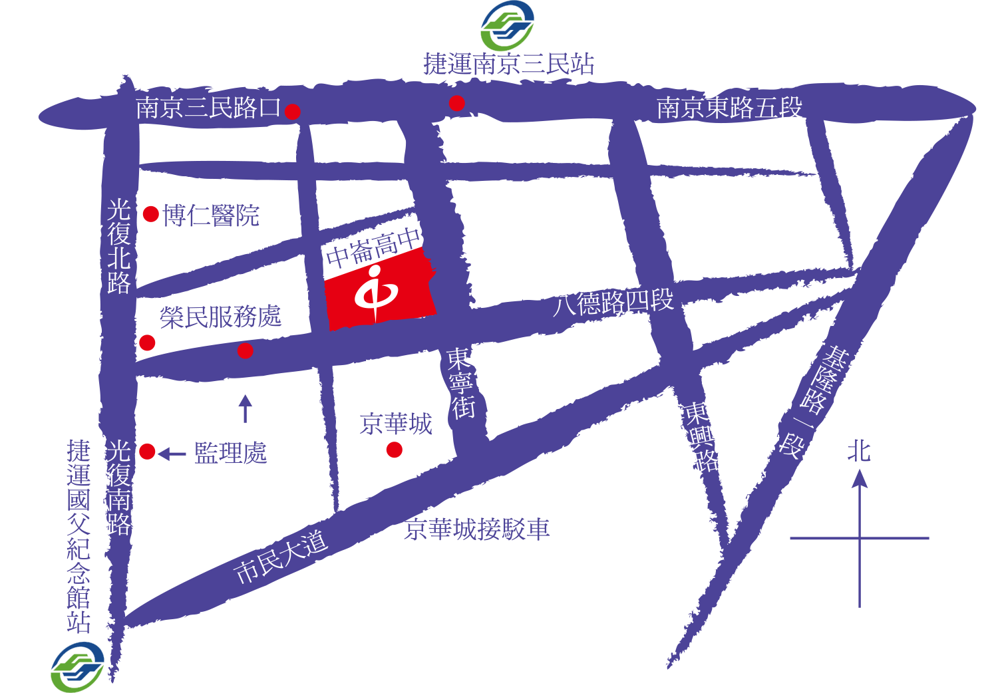 捷運南京三民站
南京三民路口
南京東路五段
光復北路
博仁醫院
中崙高中
榮民服務處
八德路四段
東寧街
基隆路一段
京華城
東興路
監理處
光復南路
捷運國父紀念館站
北
京華城接駁車
市民大道